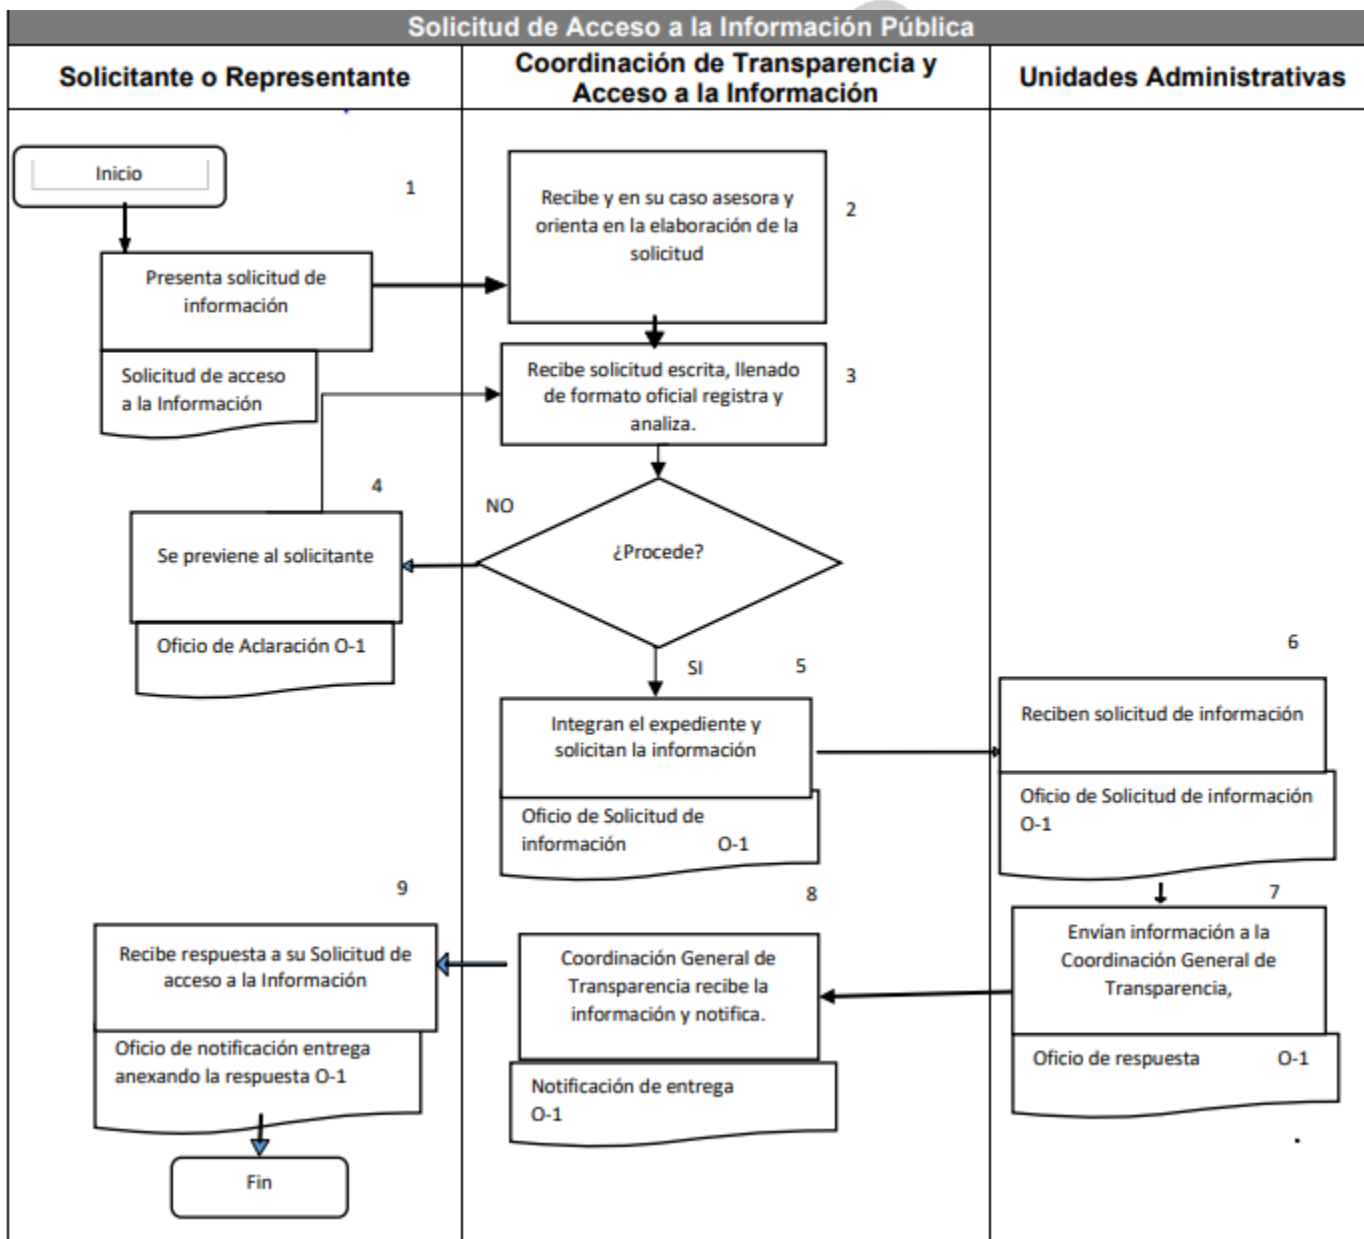 Solicitud de Acceso a la Información Pública
Solicitante o Representante
Coordinación de Transparencia y
Acceso a la Información
Unidades Administrativas
Inicio
1
Presenta solicitud de
información
Solicitud de acceso
a la Información
Recibe y en su caso asesora y
orienta en la elaboración de la
solicitud
2
Recibe solicitud escrita, llenado
de formato oficial registra y
analiza.
3
¿Procede?
NO
4
Se previene al solicitante
Oficio de Aclaración O-1
SI
5
Integran el expediente y
solicitan la información
Oficio de Solicitud de
información O-1
6
Reciben solicitud de información
Oficio de Solicitud de información
O-1
7
Envían información a la
Coordinación General de
Transparencia,
Oficio de respuesta O-1
8
Coordinación General de
Transparencia recibe la
información y notifica.
Notificación de entrega
O-1
9
Recibe respuesta a su Solicitud de
acceso a la Información
Oficio de notificación entrega
anexando la respuesta O-1
Fin